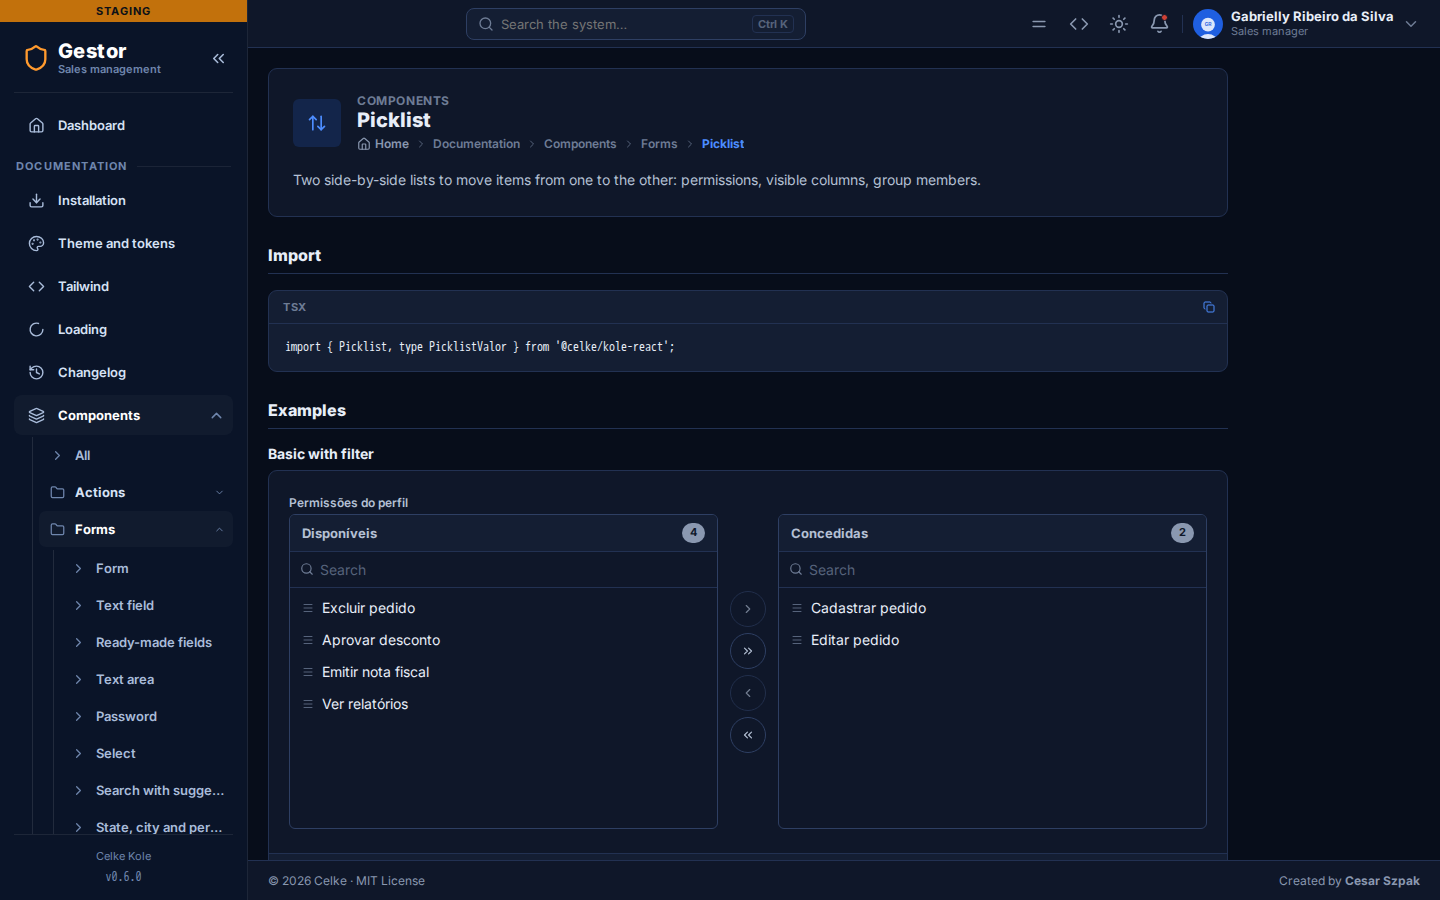 STAGING
Gestor
Sales management
Search the system...
Ctrl K
GR
Gabrielly Ribeiro da Silva
Sales manager
Dashboard
DOCUMENTATION
Installation
Theme and tokens
Tailwind
Loading
Changelog
Components
All
Actions
Forms
Form
Text field
Ready-made fields
Text area
Password
Select
Search with sugge...
State, city and per...
Celke Kole
v0.6.0
COMPONENTS
Picklist
Home
Documentation
Components
Forms
Picklist
Two side-by-side lists to move items from one to the other: permissions, visible columns, group members.
Import
TSX
import { Picklist, type PicklistValor } from '@celke/kole-react';
Examples
Basic with filter
Permissões do perfil
Disponíveis
4
Search
Excluir pedido
Aprovar desconto
Emitir nota fiscal
Ver relatórios
Concedidas
2
Search
Cadastrar pedido
Editar pedido
© 2026 Celke · MIT License
Created by Cesar Szpak